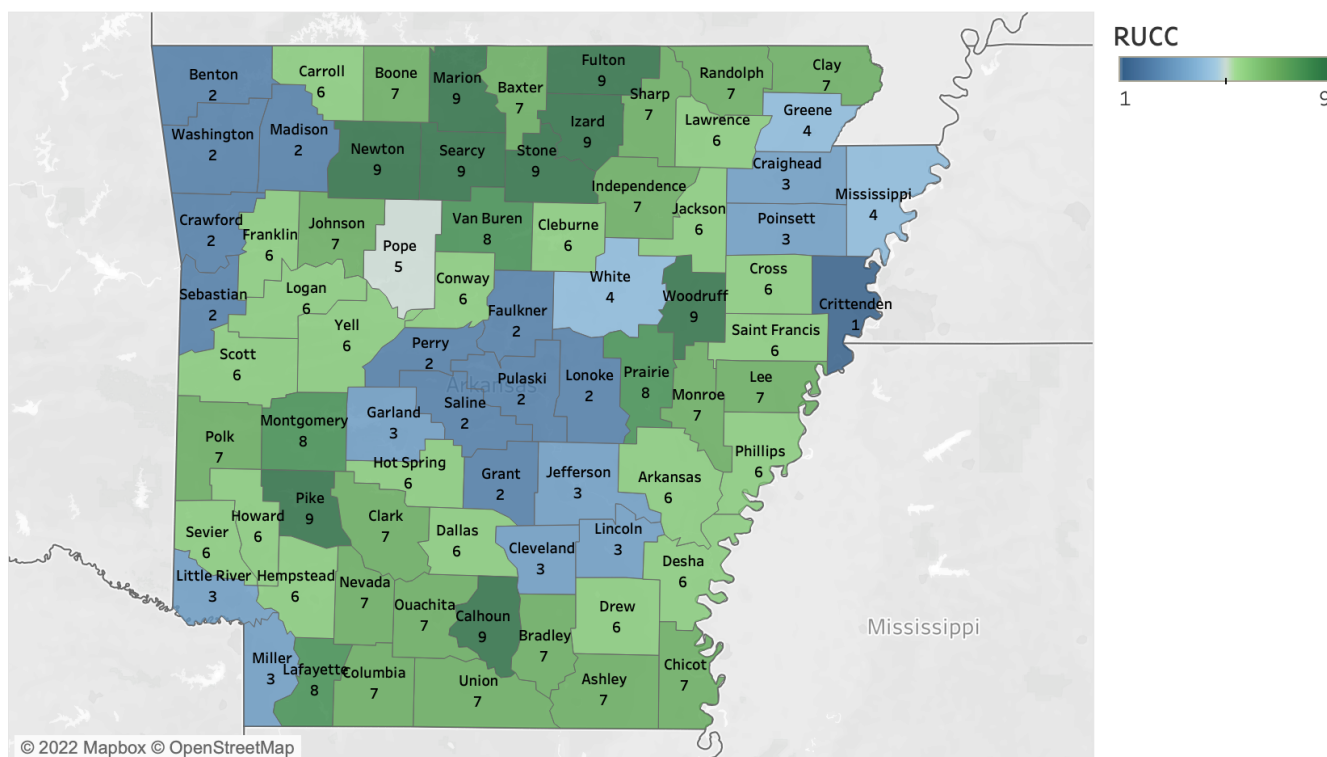 RUCC
1
9
Benton
2
Carroll
6
Boone
7
Marion
9
Baxter
7
Fulton
9
Sharp
7
Randolph
7
Clay
7
Washington
2
Madison
2
Newton
9
Searcy
9
Stone
9
Izard
9
Lawrence
6
Greene
4
Craighead
3
Mississippi
4
Crawford
2
Franklin
6
Johnson
7
Pope
5
Van Buren
8
Cleburne
6
Independence
7
Jackson
6
Poinsett
3
Sebastian
2
Logan
6
Conway
6
Faulkner
2
White
4
Woodruff
9
Cross
6
Crittenden
1
Scott
6
Yell
6
Perry
2
Arkansas
Saline
2
Pulaski
2
Lonoke
2
Prairie
8
Monroe
7
Saint Francis
6
Lee
7
Polk
7
Montgomery
8
Garland
3
Hot Spring
6
Grant
2
Jefferson
3
Arkansas
6
Phillips
6
Sevier
6
Howard
6
Pike
9
Clark
7
Dallas
6
Cleveland
3
Lincoln
3
Desha
6
Little River
3
Hempstead
6
Nevada
7
Ouachita
7
Calhoun
9
Bradley
7
Drew
6
Mississippi
Miller
3
Lafayette
8
Columbia
7
Union
7
Ashley
7
Chicot
7
© 2022 Mapbox © OpenStreetMap